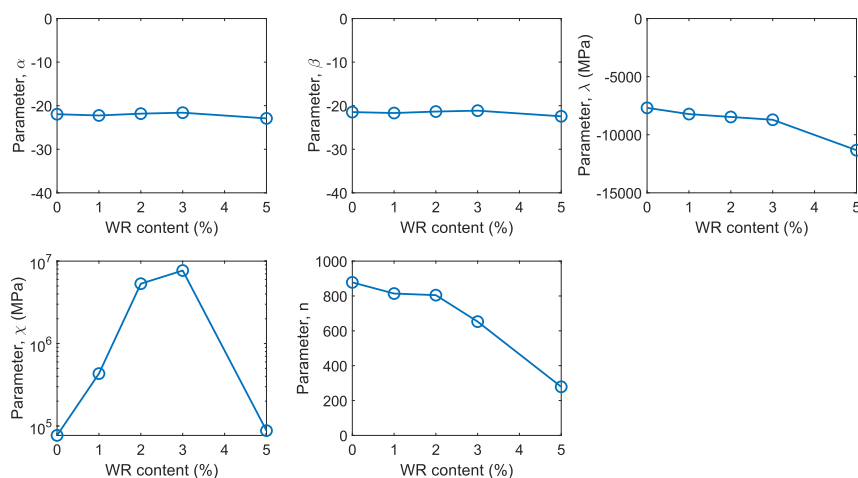 0
-10
-20
-30
-40
Parameter, α
0 1 2 3 4 5
WR content (%)
0
-10
-20
-30
-40
Parameter, β
0 1 2 3 4 5
WR content (%)
0
-5000
-10000
-15000
Parameter, λ (MPa)
0 1 2 3 4 5
WR content (%)
10^7
10^6
10^5
Parameter, χ (MPa)
0 1 2 3 4 5
WR content (%)
1000
800
600
400
200
0
Parameter, n
0 1 2 3 4 5
WR content (%)